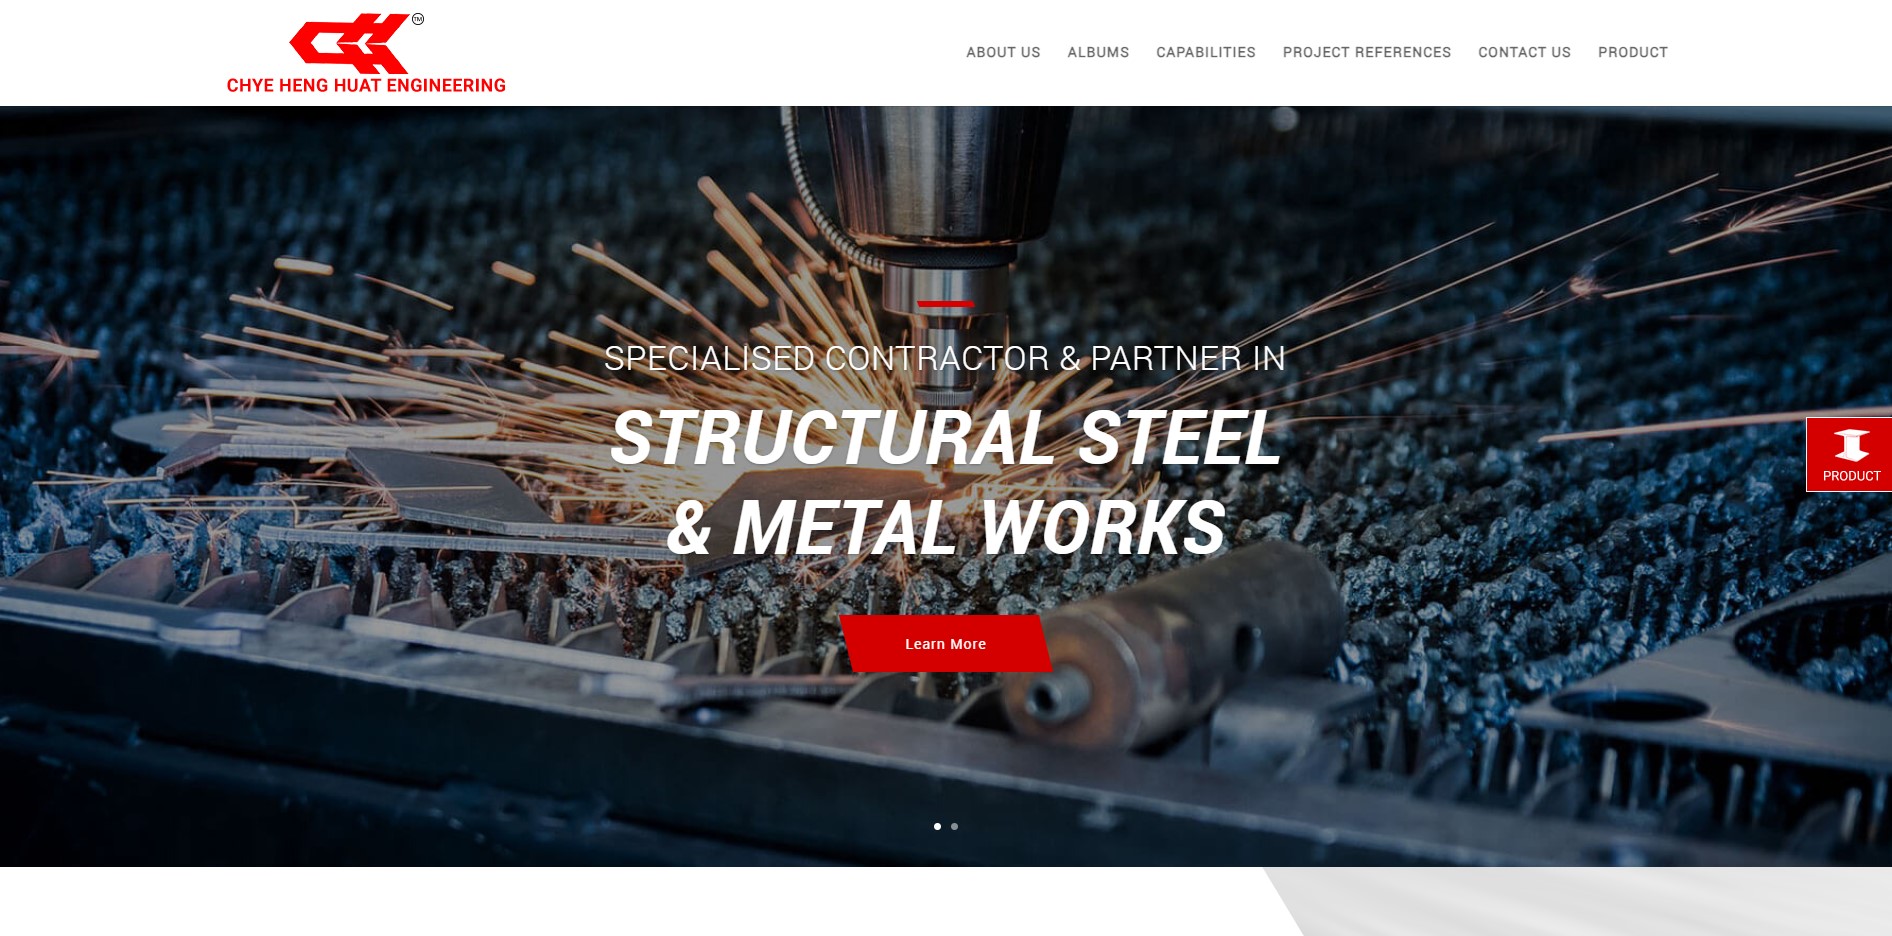 TM
CHYE HENG HUAT ENGINEERING
ABOUT US ALBUMS CAPABILITIES PROJECT REFERENCES CONTACT US PRODUCT
SPECIALISED CONTRACTOR & PARTNER IN
STRUCTURAL STEEL
& METAL WORKS
PRODUCT
Learn More